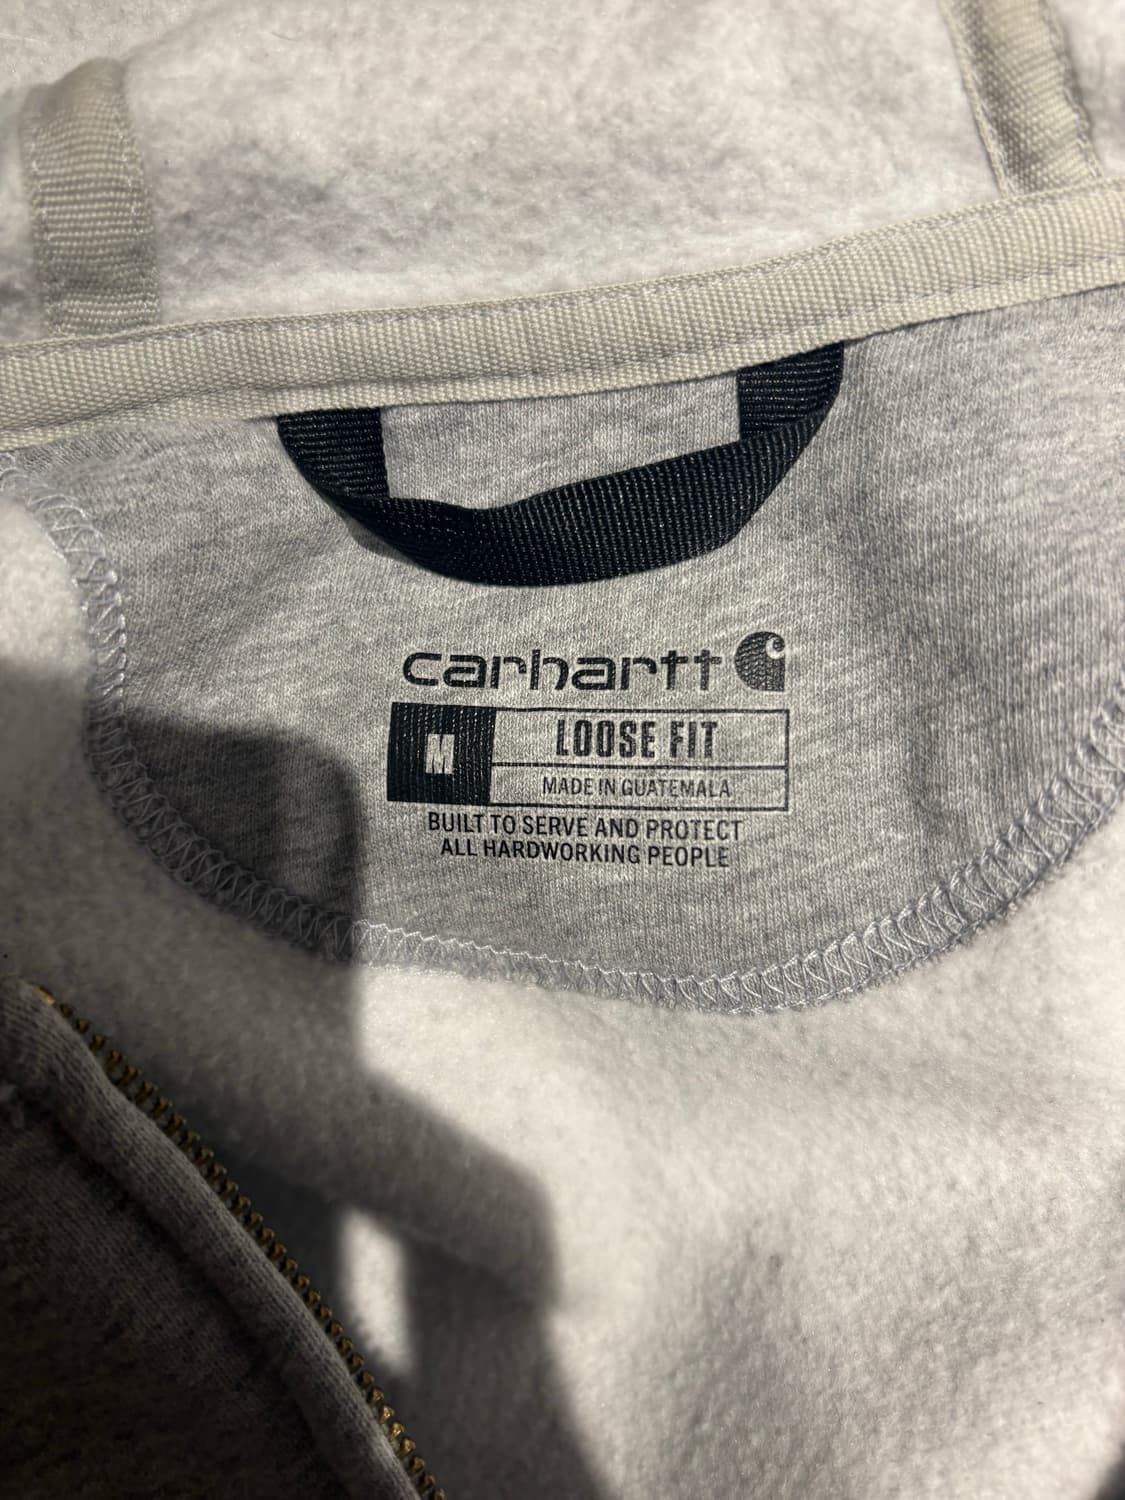 carhartt
M
LOOSE FIT
MADE IN GUATEMALA
BUILT TO SERVE AND PROTECT
ALL HARDWORKING PEOPLE